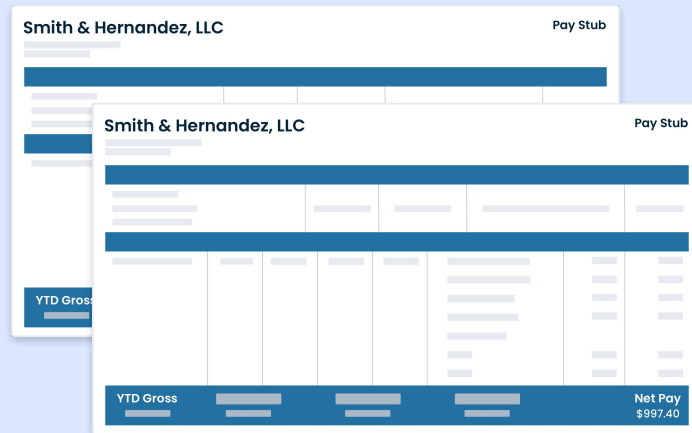 Smith & Hernandez, LLC
Pay Stub
YTD Gross
Smith & Hernandez, LLC
Pay Stub
YTD Gross
Net Pay
$997.40